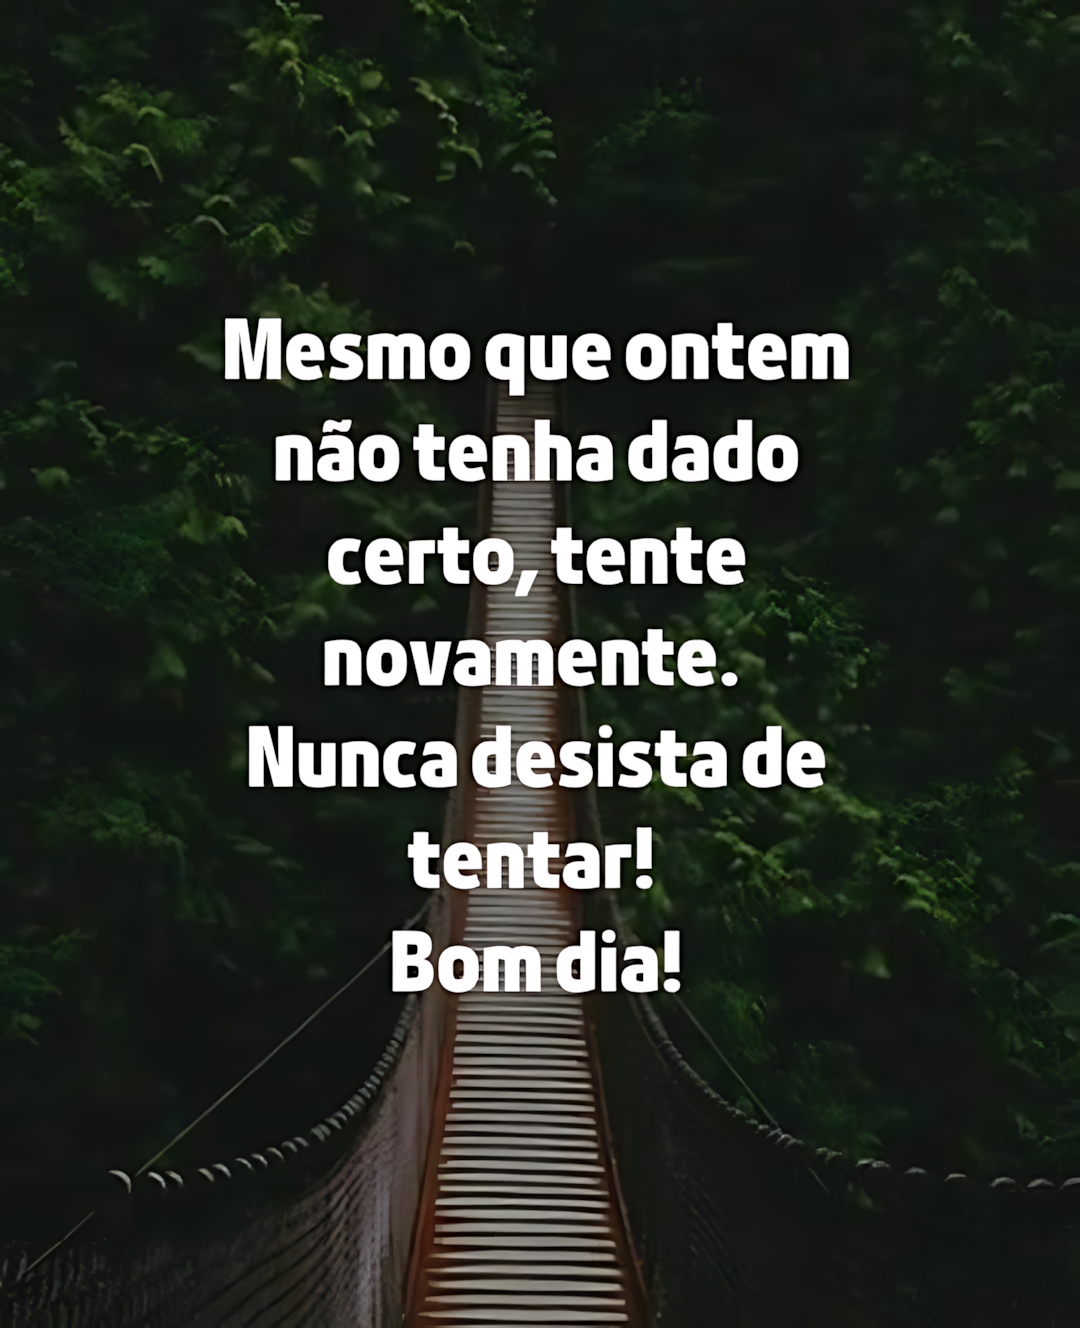 Mesmo que ontem
não tenha dado
certo, tente
novamente.
Nunca desista de
tentar!
Bom dia!